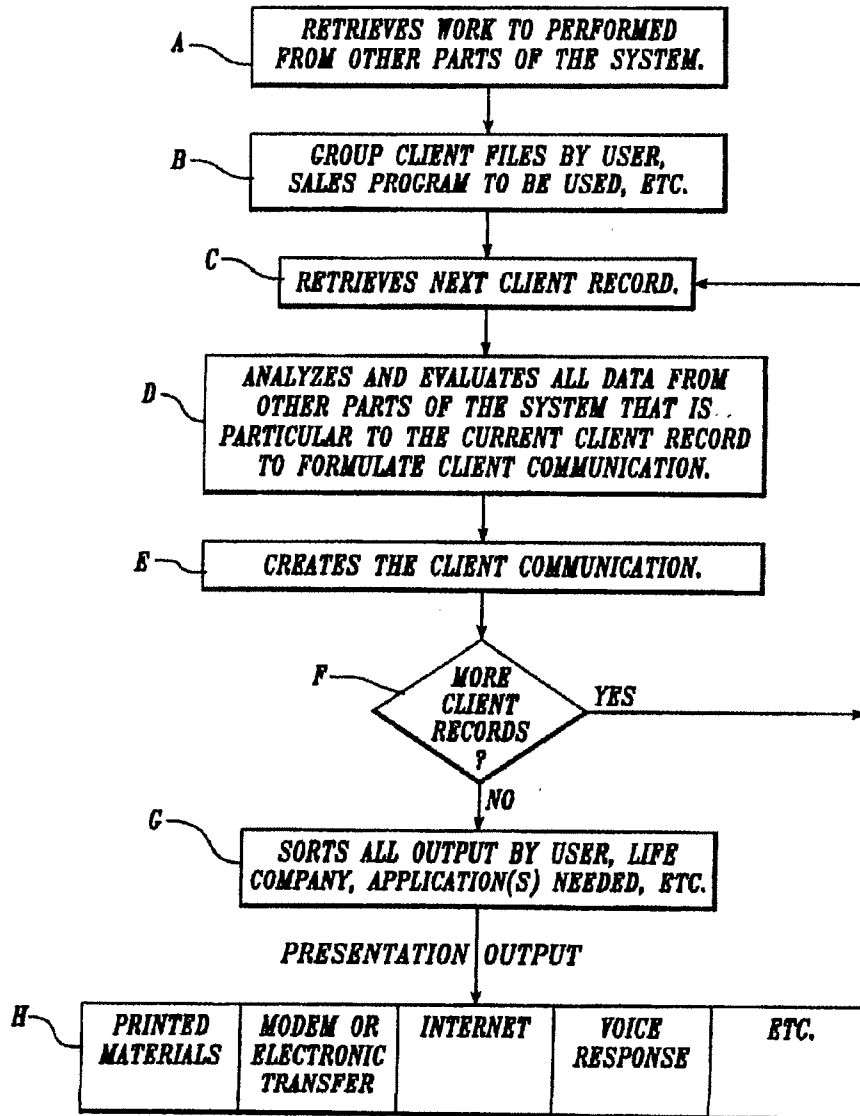 A
RETRIEVES WORK TO PERFORMED
FROM OTHER PARTS OF THE SYSTEM.
B
GROUP CLIENT FILES BY USER,
SALES PROGRAM TO BE USED, ETC.
C
RETRIEVES NEXT CLIENT RECORD.
D
ANALYZES AND EVALUATES ALL DATA FROM
OTHER PARTS OF THE SYSTEM THAT IS
PARTICULAR TO THE CURRENT CLIENT RECORD
TO FORMULATE CLIENT COMMUNICATION.
E
CREATES THE CLIENT COMMUNICATION.
F
MORE
CLIENT
RECORDS
?
YES
NO
G
SORTS ALL OUTPUT BY USER, LIFE
COMPANY, APPLICATION(S) NEEDED, ETC.
PRESENTATION OUTPUT
H
PRINTED
MATERIALS
MODEM OR
ELECTRONIC
TRANSFER
INTERNET
VOICE
RESPONSE
ETC.